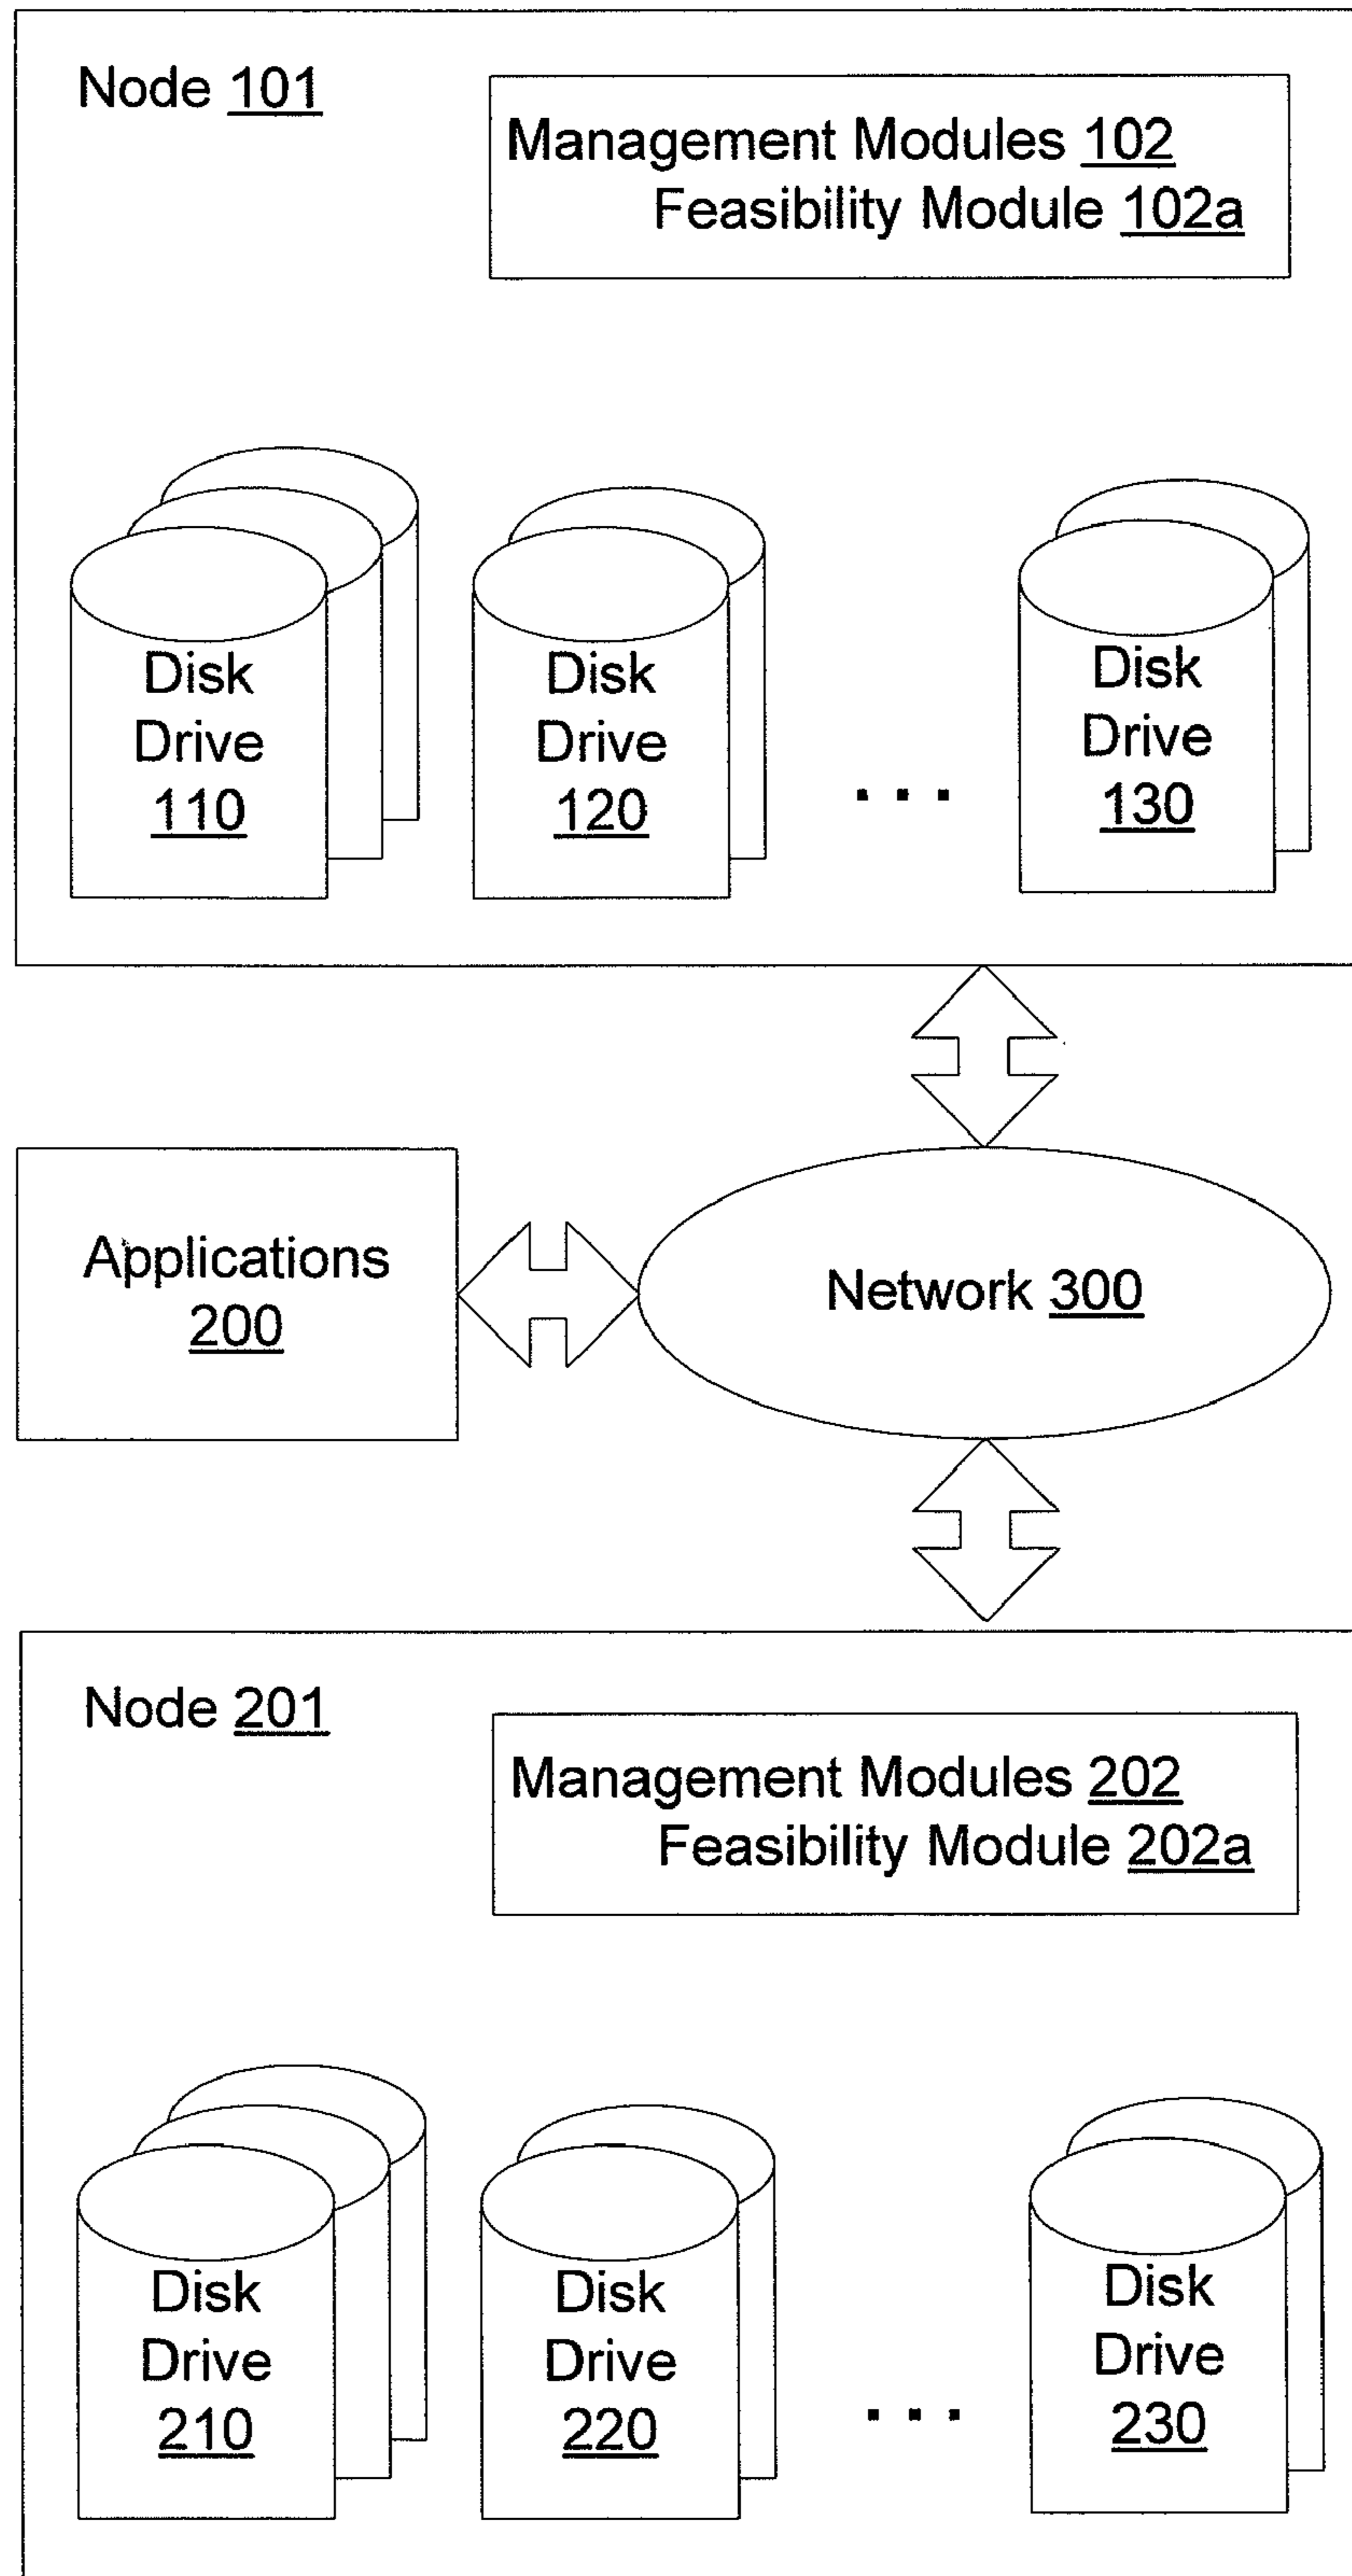 Node 101
Management Modules 102
Feasibility Module 102a
Disk
Drive
110
Disk
Drive
120
. . .
Disk
Drive
130
Applications
200
Network 300
Node 201
Management Modules 202
Feasibility Module 202a
Disk
Drive
210
Disk
Drive
220
. . .
Disk
Drive
230